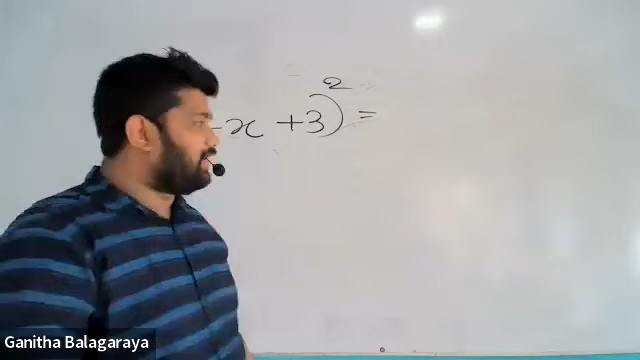 - x + 3)² =
Ganitha Balagaraya